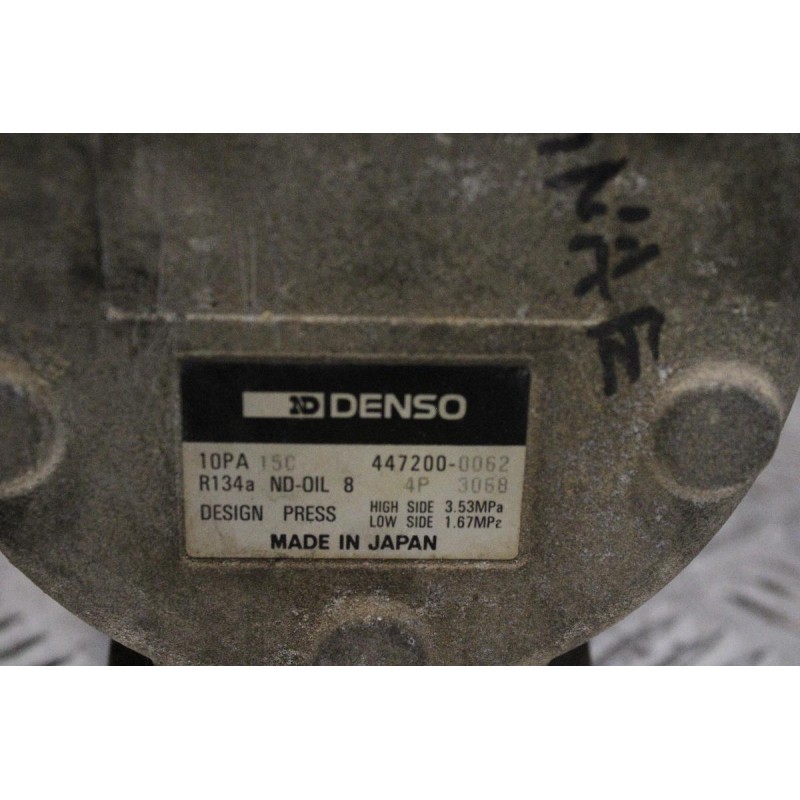 ND DENSO
10PA 15C 447200-0062
R134a ND-OIL 8 4P 3068
DESIGN PRESS HIGH SIDE 3.53MPa
LOW SIDE 1.67MPa
MADE IN JAPAN